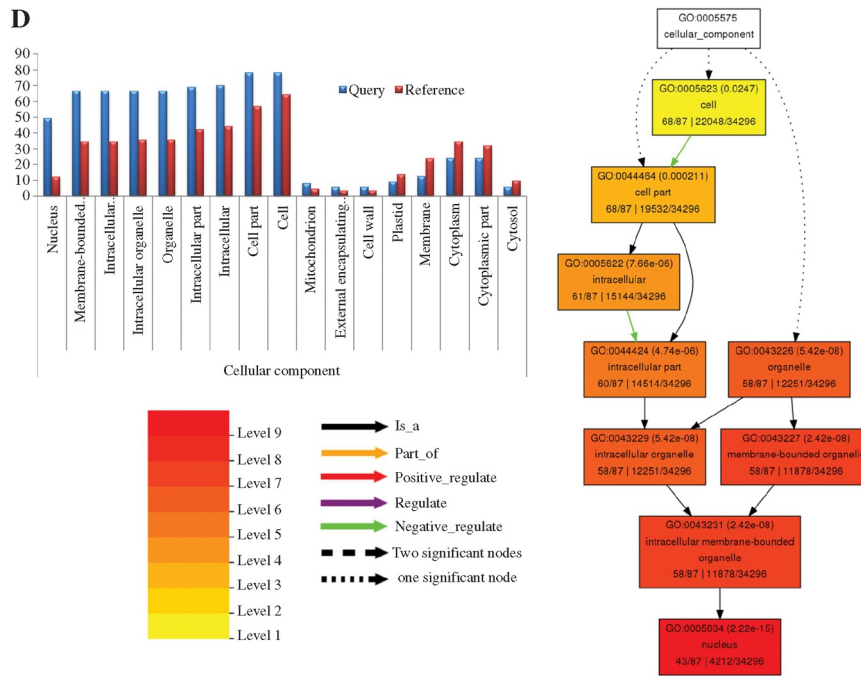 D
90
80
70
60
50
40
30
20
10
0
Query
Reference
Nucleus
Membrane-bounded..
Intracellular..
Intracellular organelle
Organelle
Intracellular part
Intracellular
Cell part
Cell
Mitochondrion
External encapsulating..
Cell wall
Plastid
Membrane
Cytoplasm
Cytoplasmic part
Cytosol
Cellular component
Level 9
Level 8
Level 7
Level 6
Level 5
Level 4
Level 3
Level 2
Level 1
Is_a
Part_of
Positive_regulate
Regulate
Negative_regulate
Two significant nodes
one significant node
GO:0005575
cellular_component
GO:0005623 (0.0247)
cell
68/87 | 22048/34296
GO:0044464 (0.000211)
cell part
68/87 | 19532/34296
GO:0005622 (7.66e-06)
intracellular
61/87 | 15144/34296
GO:0044424 (4.74e-06)
intracellular part
60/87 | 14514/34296
GO:0043226 (5.42e-08)
organelle
58/87 | 12251/34296
GO:0043229 (5.42e-08)
intracellular organelle
58/87 | 12251/34296
GO:0043227 (2.42e-08)
membrane-bounded organelle
58/87 | 11878/34296
GO:0043231 (2.42e-08)
intracellular membrane-bounded
organelle
58/87 | 11878/34296
GO:0005634 (2.22e-15)
nucleus
43/87 | 4212/34296